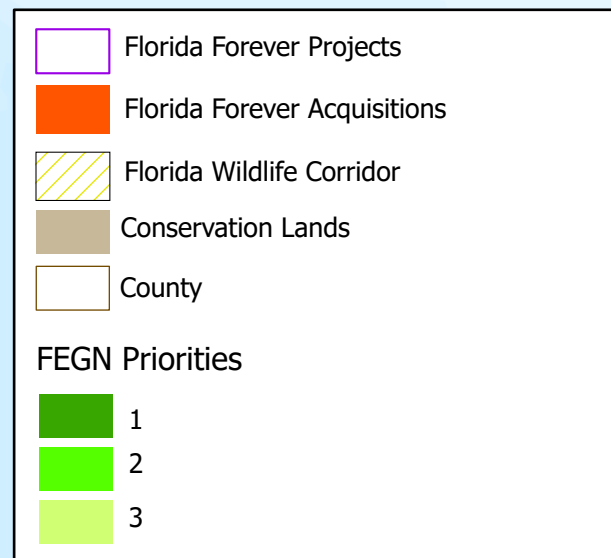 Florida Forever Projects
Florida Forever Acquisitions
Florida Wildlife Corridor
Conservation Lands
County
FEGN Priorities
1
2
3